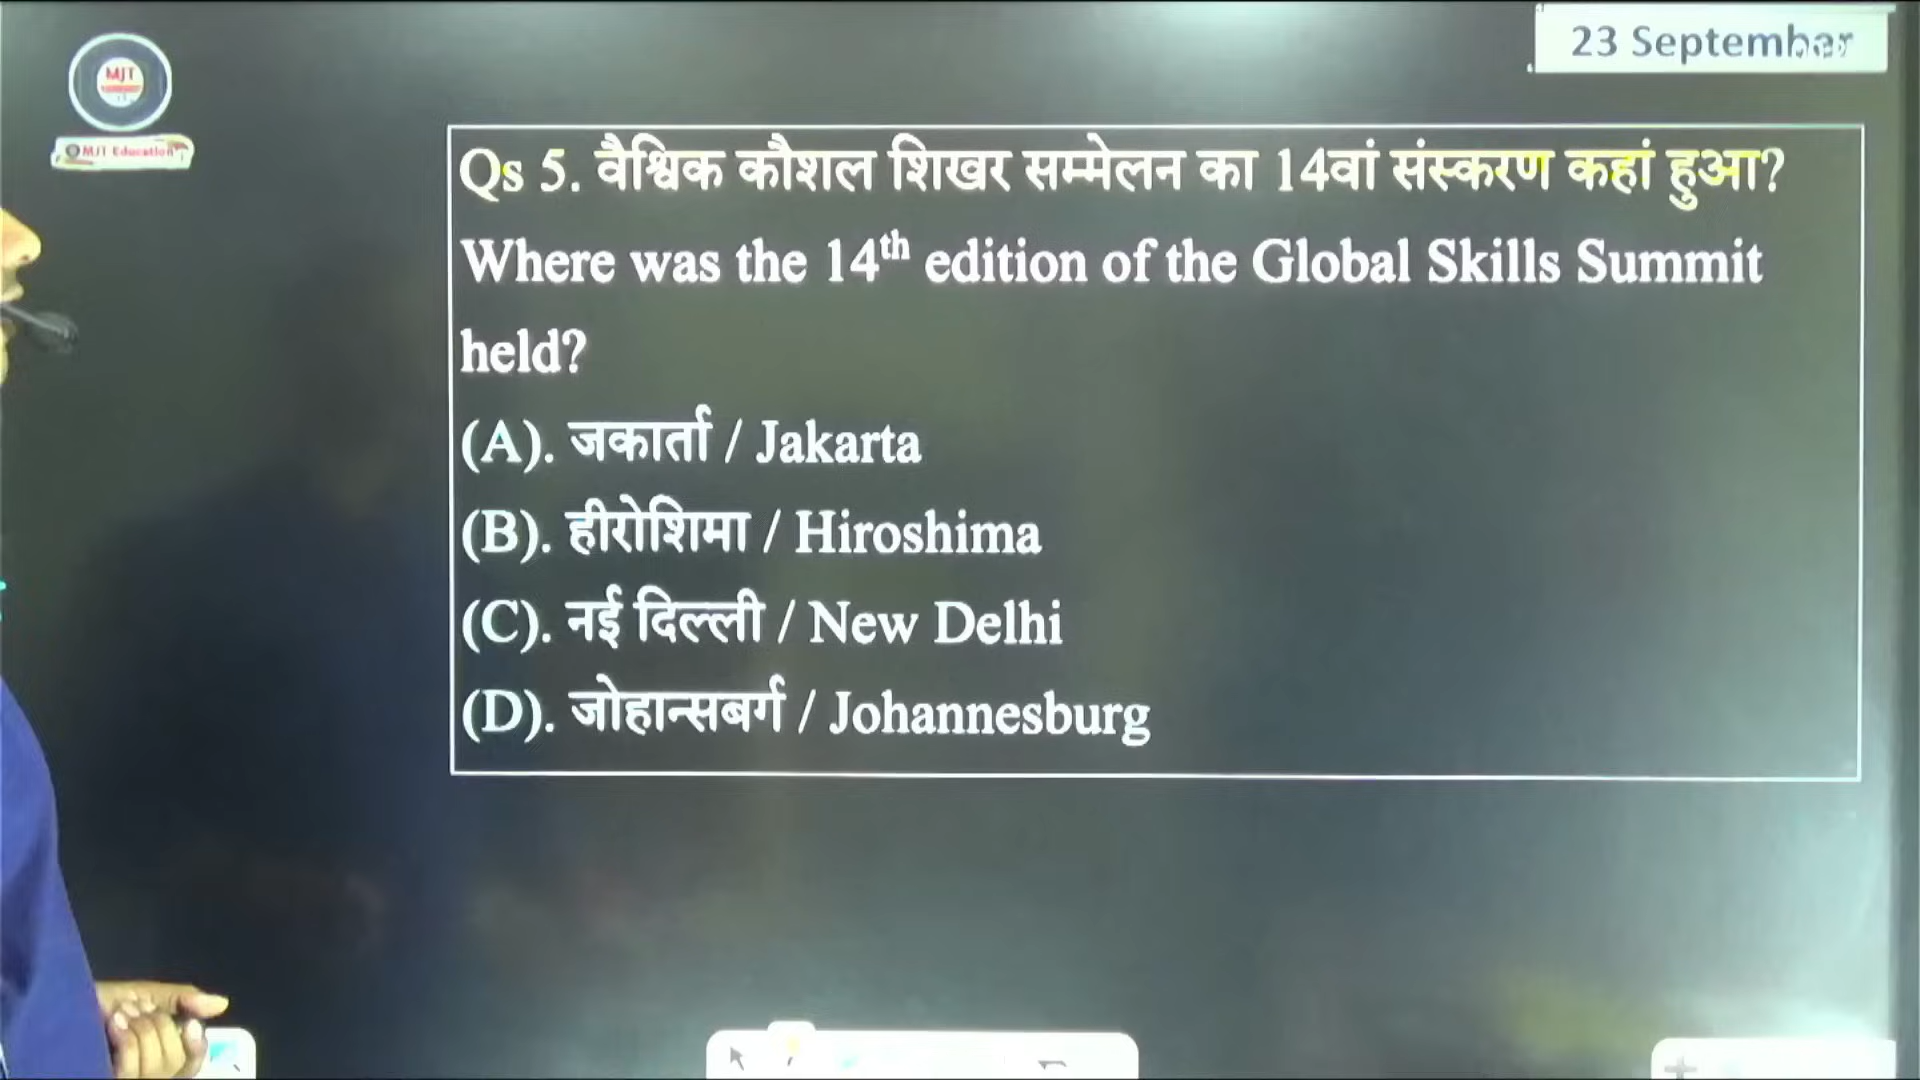 23 September
MJT
MJT Education
Qs 5. वैश्विक कौशल शिखर सम्मेलन का 14वां संस्करण कहां हुआ?
Where was the 14th edition of the Global Skills Summit
held?
(A). जकार्ता / Jakarta
(B). हीरोशिमा / Hiroshima
(C). नई दिल्ली / New Delhi
(D). जोहान्सबर्ग / Johannesburg